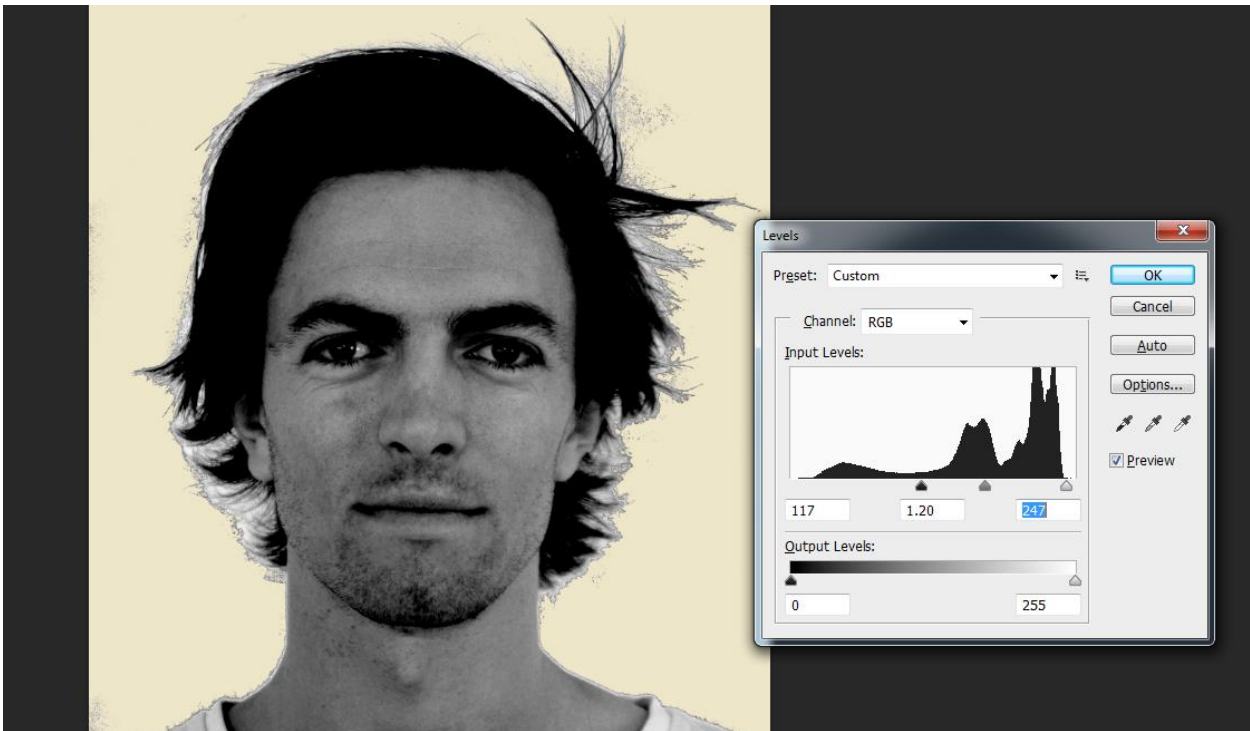 Levels
Preset: Custom
OK
Cancel
Channel: RGB
Auto
Input Levels:
Options...
Preview
117 1.20 247
Output Levels:
0 255